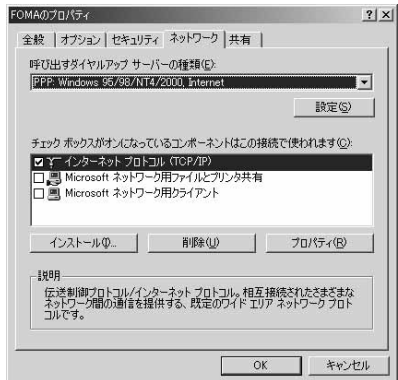 FOMAのプロパティ
全般 オプション セキュリティ ネットワーク 共有
呼び出すダイヤルアップ サーバーの種類(E):
PPP: Windows 95/98/NT4/2000, Internet
設定(S)
チェック ボックスがオンになっているコンポーネントはこの接続で使われます(C):
インターネット プロトコル (TCP/IP)
Microsoft ネットワーク用ファイルとプリンタ共有
Microsoft ネットワーク用クライアント
インストール(I)... 削除(U) プロパティ(R)
説明
伝送制御プロトコル/インターネット プロトコル。相互接続されたさまざまな
ネットワーク間の通信を提供する、既定のワイド エリア ネットワーク プロト
コルです。
OK キャンセル